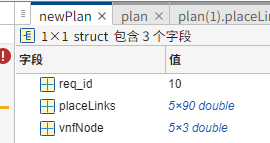 newPlan × plan × plan(1).placeLin
1×1 struct 包含 3 个字段
字段 值
req_id 10
placeLinks 5×90 double
vnfNode 5×3 double